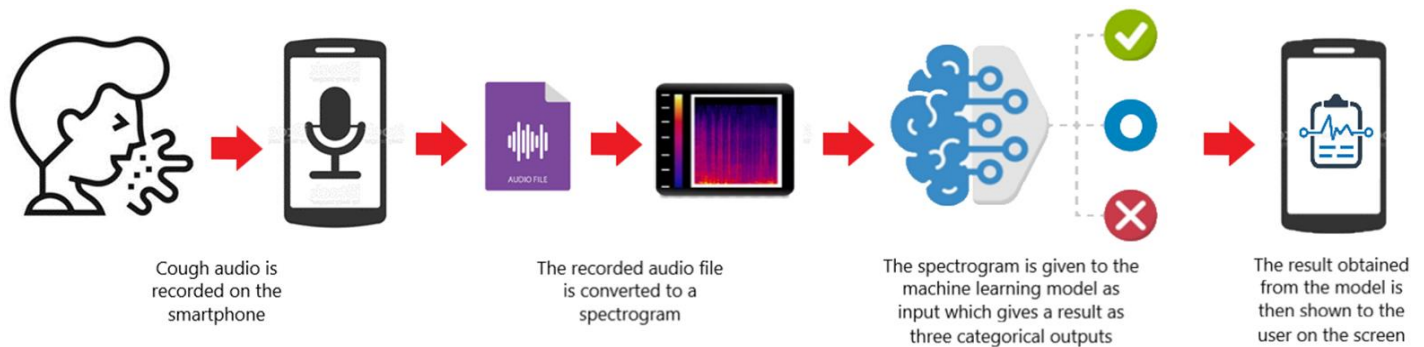 AUDIO FILE
Cough audio is
recorded on the
smartphone
The recorded audio file
is converted to a
spectrogram
The spectrogram is given to the
machine learning model as
input which gives a result as
three categorical outputs
The result obtained
from the model is
then shown to the
user on the screen